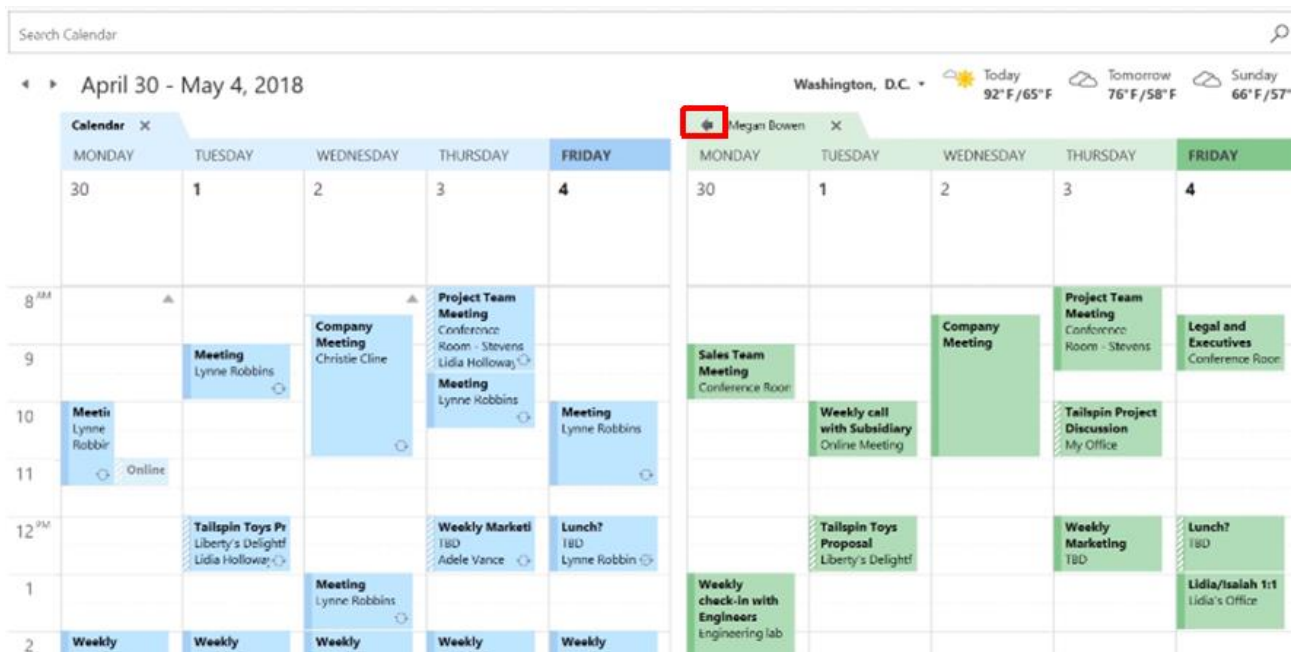 Search Calendar
April 30 - May 4, 2018
Washington, D.C.
Today
92°F/65°F
Tomorrow
76°F/58°F
Sunday
66°F/57°
Calendar
Megan Bowen
MONDAY TUESDAY WEDNESDAY THURSDAY FRIDAY
MONDAY TUESDAY WEDNESDAY THURSDAY FRIDAY
30 1 2 3 4
30 1 2 3 4
8 AM
9
10
11
12 PM
1
2
Meetin
Lynne
Robbin
Online
Weekly
Meeting
Lynne Robbins
Tailspin Toys Pr
Liberty's Delightf
Lidia Holloway
Weekly
Company
Meeting
Christie Cline
Meeting
Lynne Robbins
Weekly
Project Team
Meeting
Conference
Room - Stevens
Lidia Holloway
Meeting
Lynne Robbins
Weekly Marketi
TBD
Adele Vance
Weekly
Meeting
Lynne Robbins
Lunch?
TBD
Lynne Robbin
Weekly
Sales Team
Meeting
Conference Room
Weekly
check-in with
Engineers
Engineering lab
Weekly call
with Subsidiary
Online Meeting
Tailspin Toys
Proposal
Liberty's Delightf
Company
Meeting
Project Team
Meeting
Conference
Room - Stevens
Tailspin Project
Discussion
My Office
Weekly
Marketing
TBD
Legal and
Executives
Conference Room
Lunch?
TBD
Lidia/Isaiah 1:1
Lidia's Office